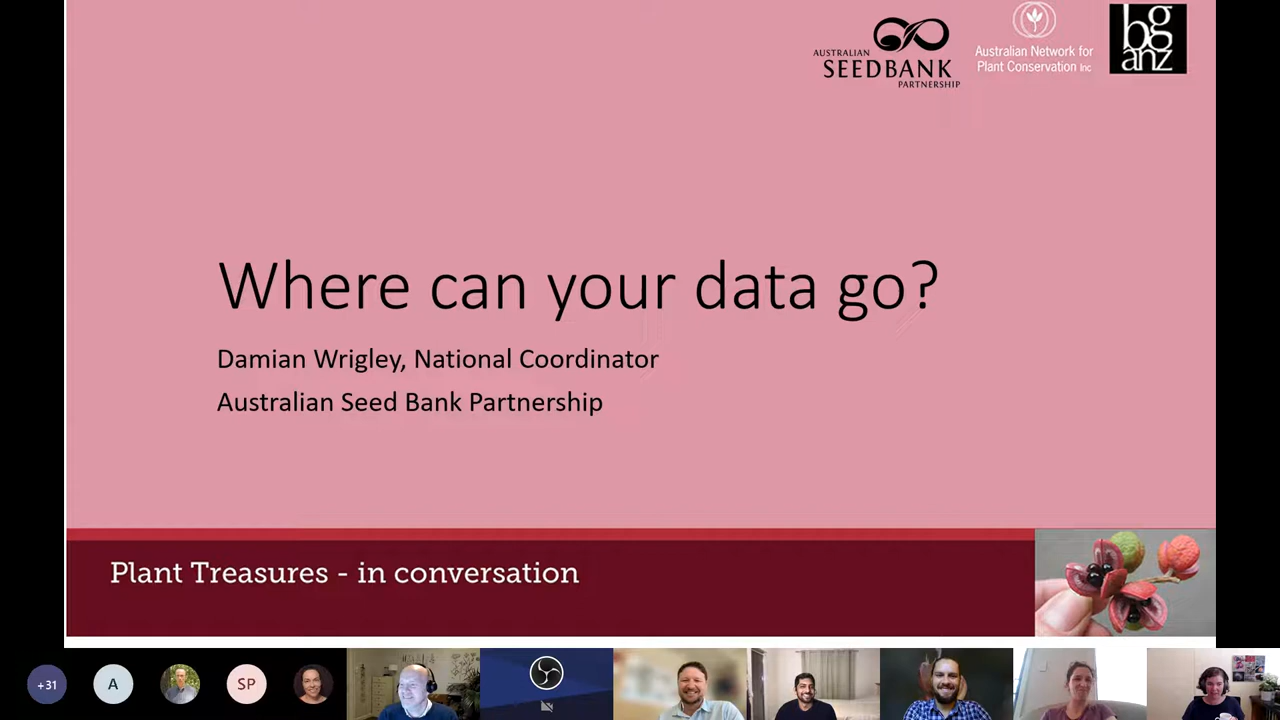 AUSTRALIAN
SEEDBANK
PARTNERSHIP
Australian Network for
Plant Conservation Inc
bg
anz
Where can your data go?
Damian Wrigley, National Coordinator
Australian Seed Bank Partnership
Plant Treasures - in conversation
+31
A
SP